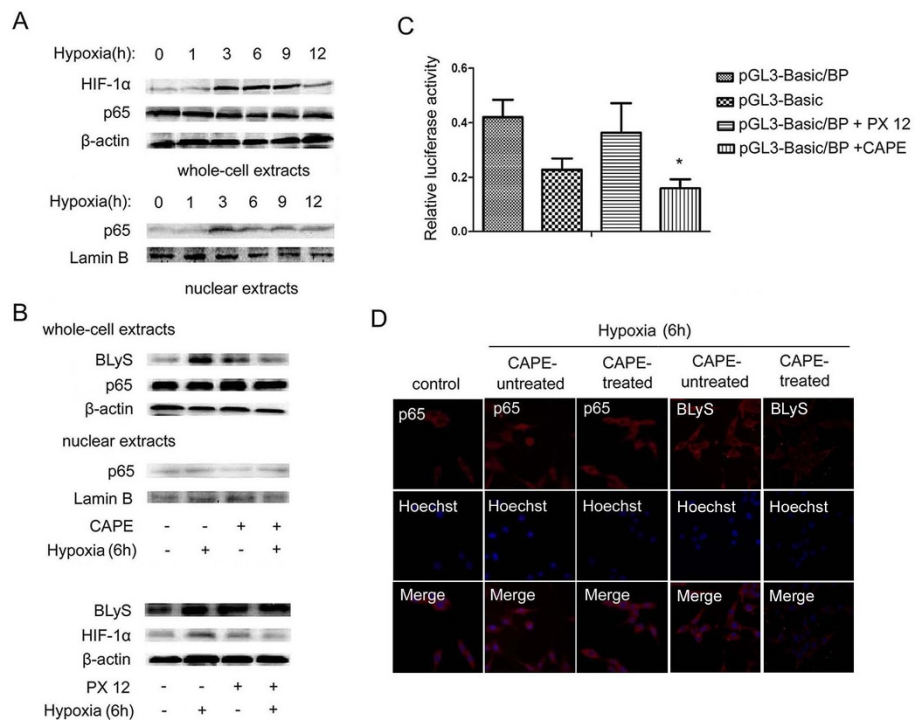 A
Hypoxia(h): 0 1 3 6 9 12
HIF-1α
p65
β-actin
whole-cell extracts
Hypoxia(h): 0 1 3 6 9 12
p65
Lamin B
nuclear extracts
B
whole-cell extracts
BLyS
p65
β-actin
nuclear extracts
p65
Lamin B
CAPE - - + +
Hypoxia (6h) - + - +
BLyS
HIF-1α
β-actin
PX 12 - - + +
Hypoxia (6h) - + - +
C
Relative luciferase activity
0.6
0.4
0.2
0.0
*
pGL3-Basic/BP
pGL3-Basic
pGL3-Basic/BP + PX 12
pGL3-Basic/BP +CAPE
D
Hypoxia (6h)
control
CAPE-
untreated
CAPE-
treated
CAPE-
untreated
CAPE-
treated
p65 p65 p65 BLyS BLyS
Hoechst Hoechst Hoechst Hoechst Hoechst
Merge Merge Merge Merge Merge